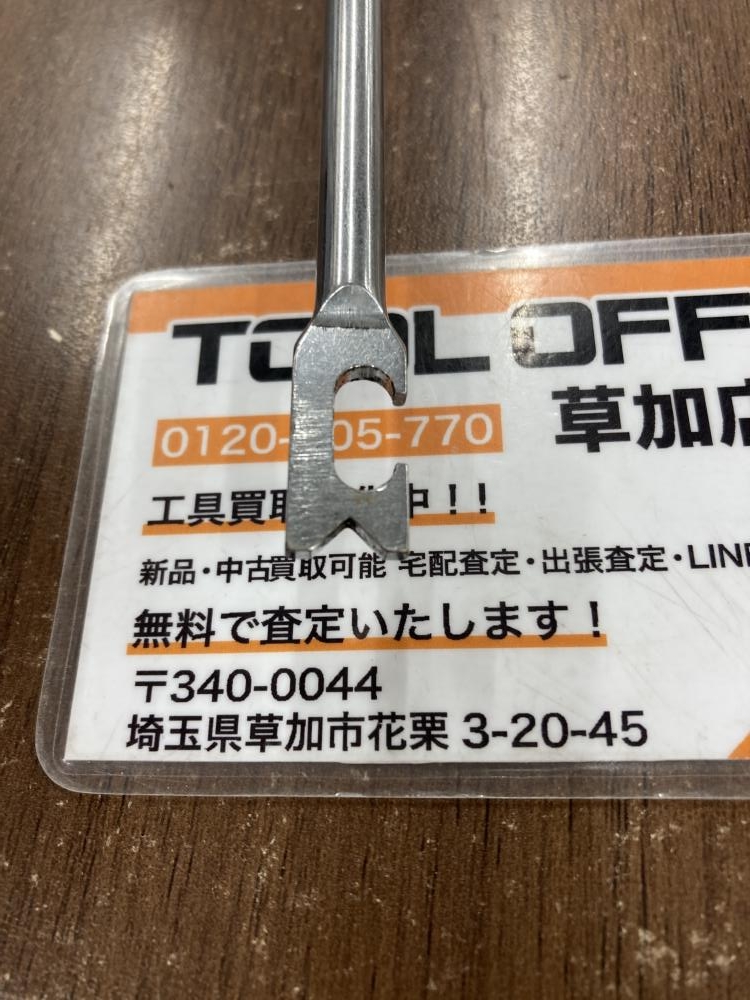 TOOL OFF
草加店
0120- 05-770
工具買取 中!!
新品・中古買取可能 宅配査定・出張査定・LINE
無料で査定いたします!
〒340-0044
埼玉県草加市花栗 3-20-45